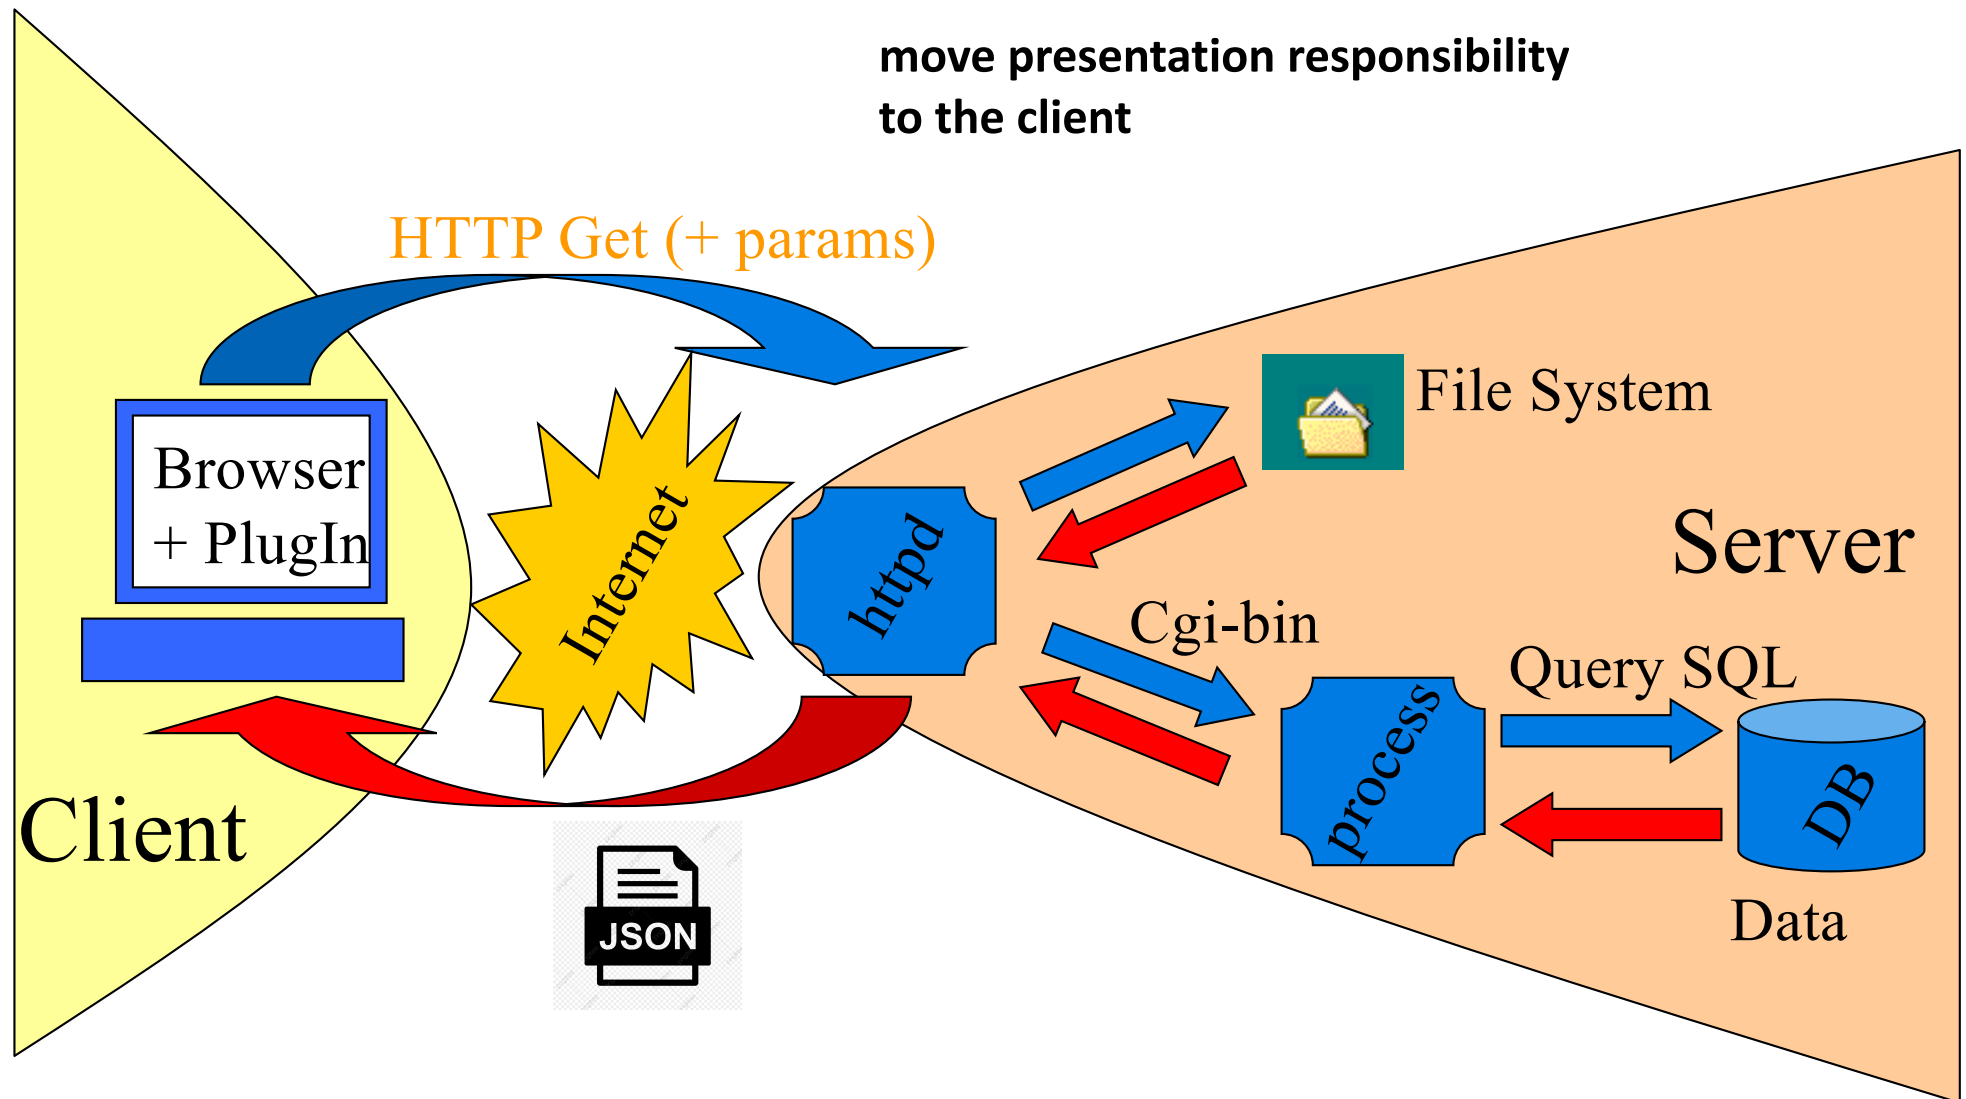 move presentation responsibility
to the client
HTTP Get (+ params)
Browser
+ PlugIn
Internet
httpd
File System
Server
Cgi-bin
Query SQL
process
DB
Data
Client
JSON